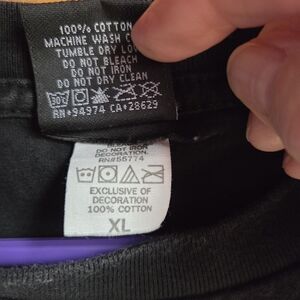 100% COTTON
MACHINE WASH C
TUMBLE DRY LO
DO NOT BLEACH
DO NOT IRON
DO NOT DRY CLEAN
RN#94974 CA#28629
DO NOT IRON
DECORATION.
RN#55774
EXCLUSIVE OF
DECORATION
100% COTTON
XL